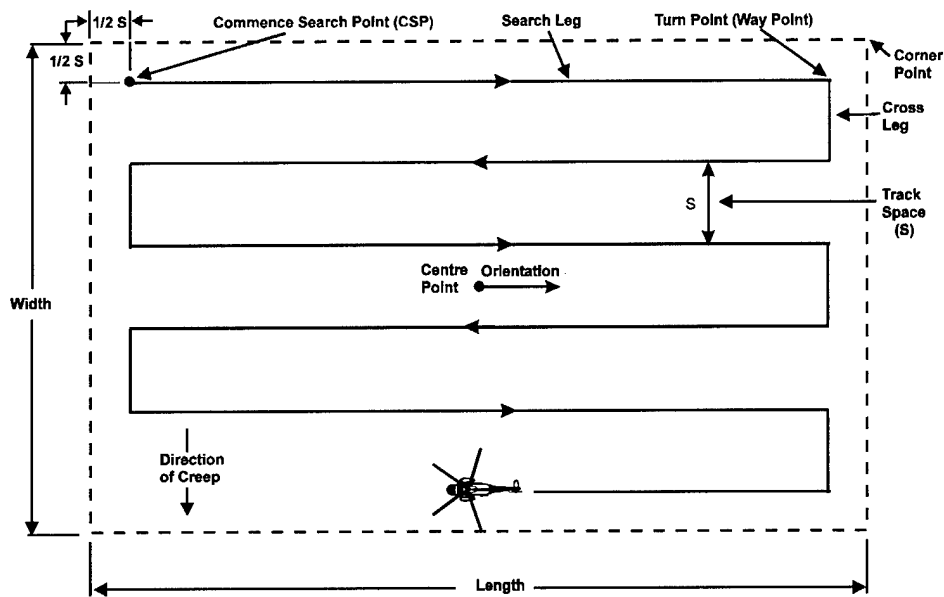 1/2 S
Commence Search Point (CSP)
Search Leg
Turn Point (Way Point)
1/2 S
Corner
Point
Cross
Leg
S
Track
Space
(S)
Centre
Point
Orientation
Width
Direction
of Creep
Length